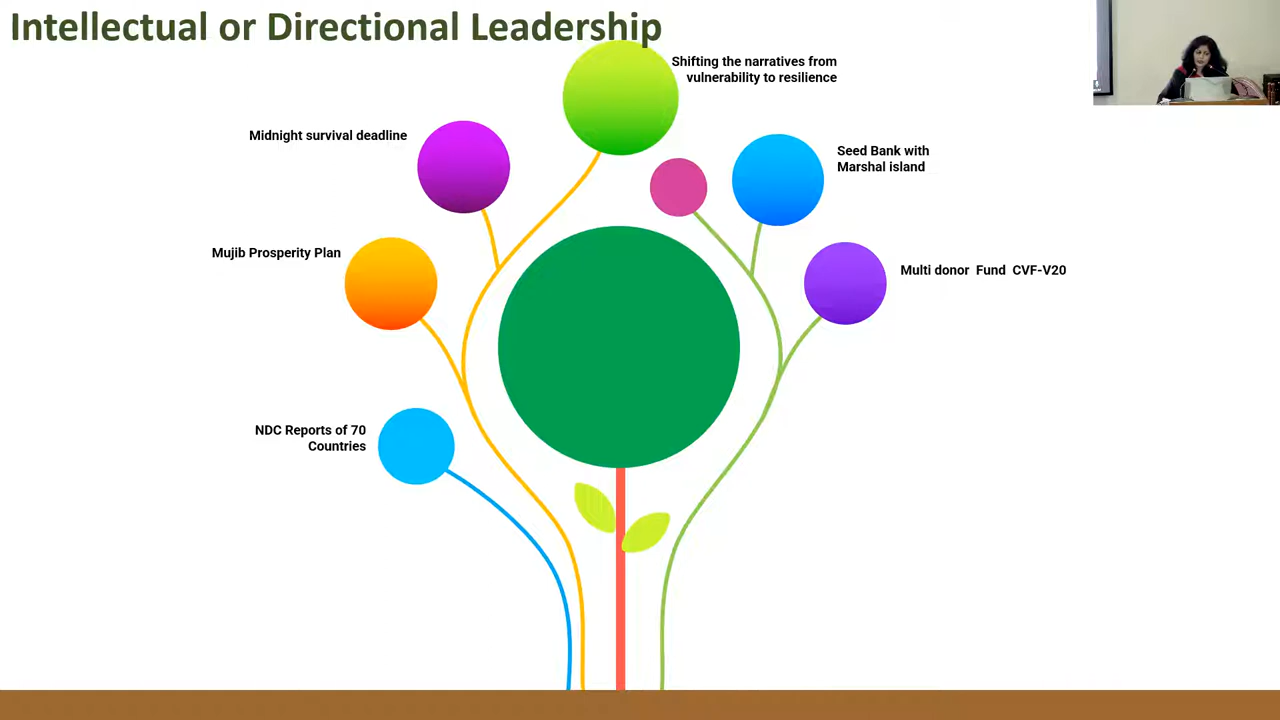 Intellectual or Directional Leadership
Shifting the narratives from
vulnerability to resilience
Midnight survival deadline
Seed Bank with
Marshal island
Mujib Prosperity Plan
Multi donor Fund CVF-V20
NDC Reports of 70
Countries